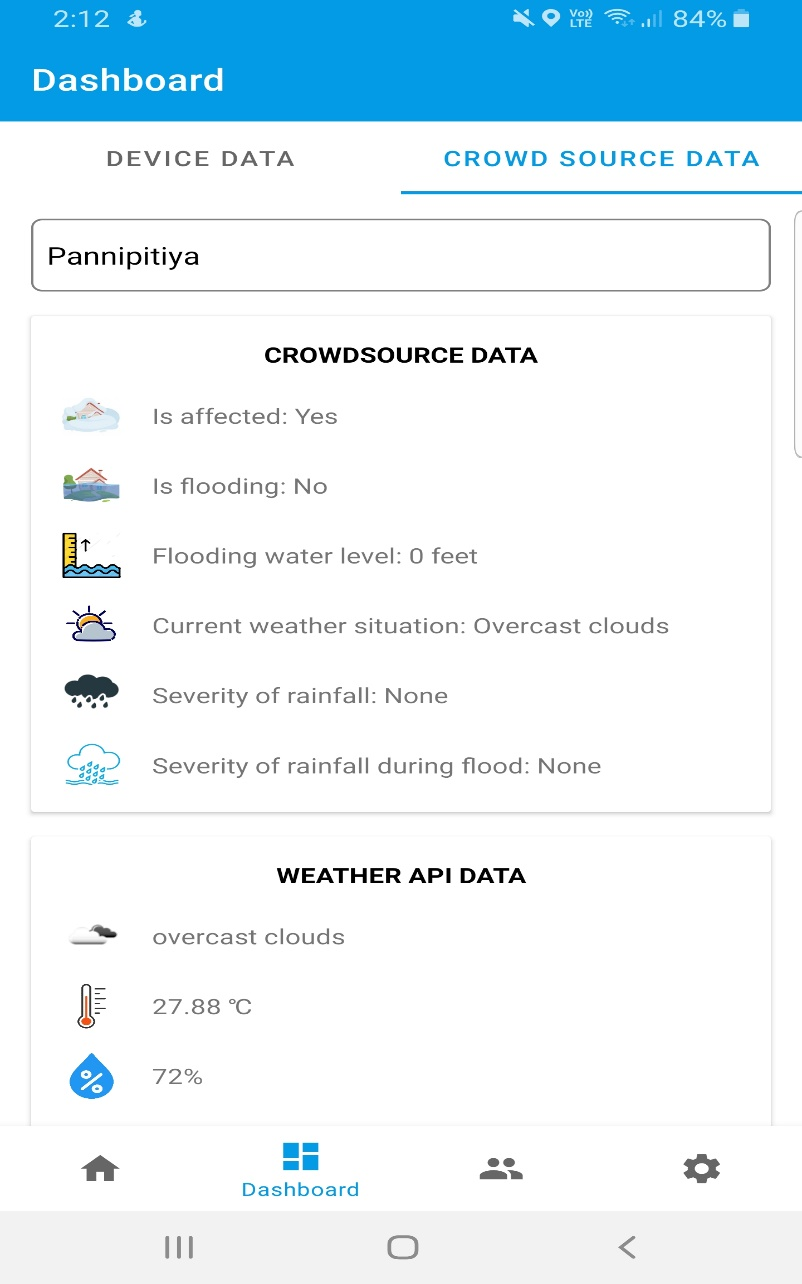 2:12
Vo))
LTE
84%
Dashboard
DEVICE DATA
CROWD SOURCE DATA
Pannipitiya
CROWDSOURCE DATA
Is affected: Yes
Is flooding: No
Flooding water level: 0 feet
Current weather situation: Overcast clouds
Severity of rainfall: None
Severity of rainfall during flood: None
WEATHER API DATA
overcast clouds
27.88 °C
%
72%
Dashboard